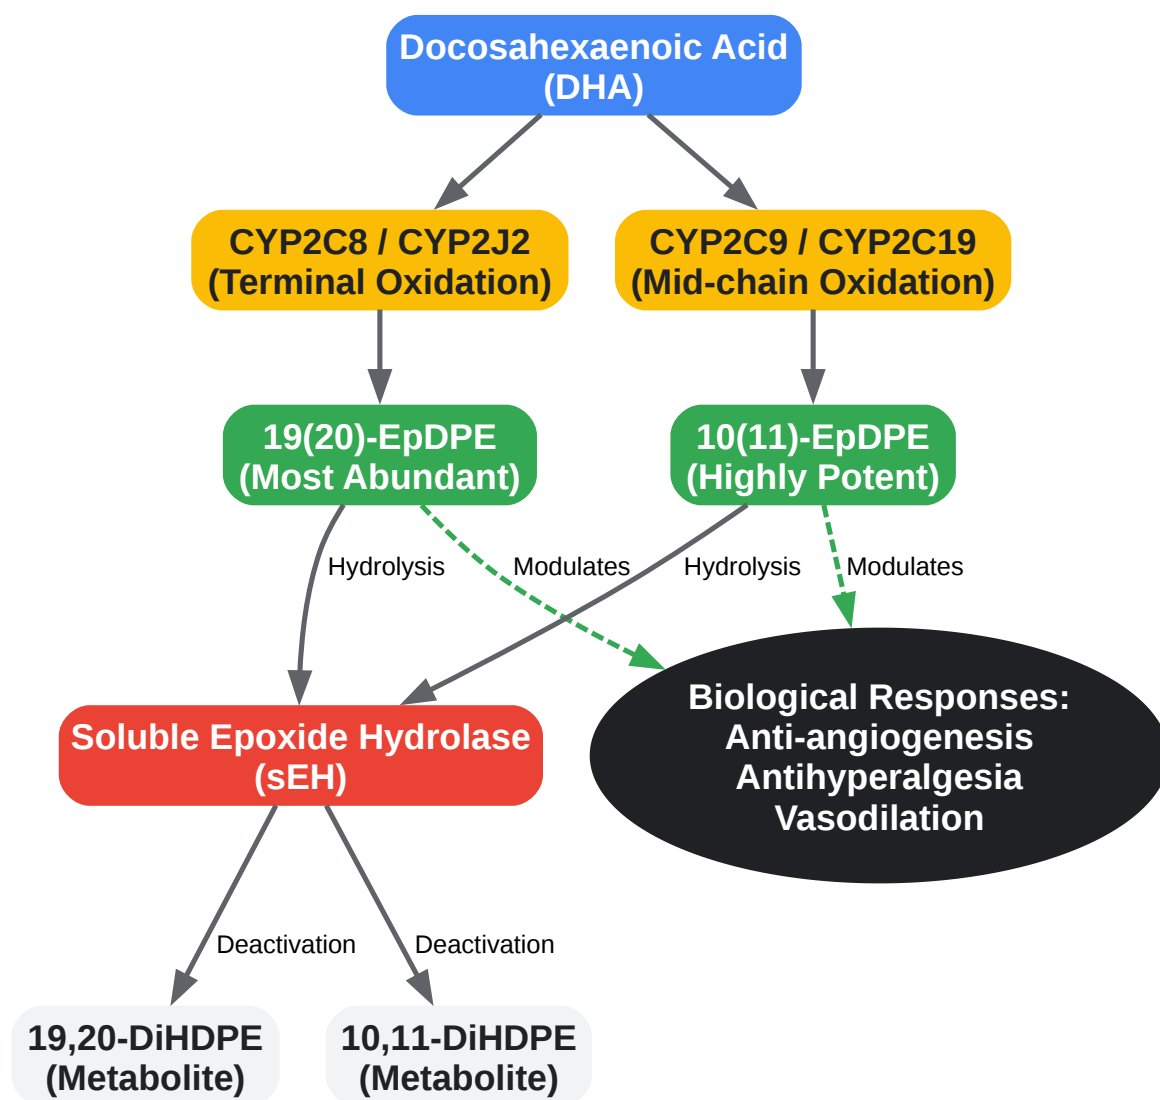 Docosahexaenoic Acid
(DHA)
CYP2C8 / CYP2J2
(Terminal Oxidation)
CYP2C9 / CYP2C19
(Mid-chain Oxidation)
19(20)-EpDPE
(Most Abundant)
10(11)-EpDPE
(Highly Potent)
Hydrolysis
Modulates
Hydrolysis
Modulates
Soluble Epoxide Hydrolase
(sEH)
Biological Responses:
Anti-angiogenesis
Antihyperalgesia
Vasodilation
Deactivation
Deactivation
19,20-DiHDPE
(Metabolite)
10,11-DiHDPE
(Metabolite)